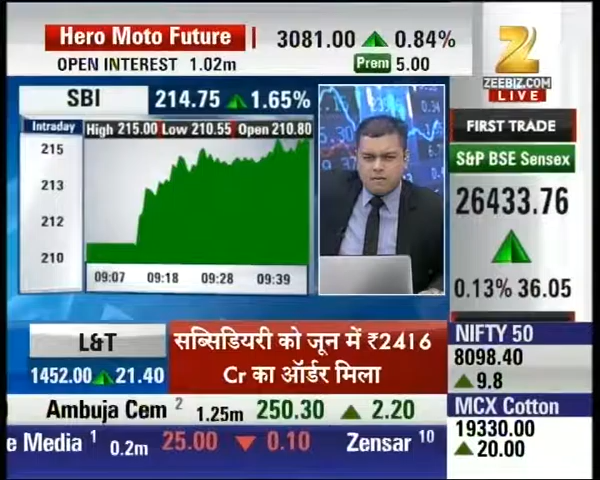 Hero Moto Future
3081.00 0.84%
OPEN INTEREST 1.02m
Prem 5.00
Z
ZEEBIZ.COM
LIVE
SBI
214.75 1.65%
Intraday
High 215.00 Low 210.55 Open 210.80
215
213
212
210
09:07 09:18 09:28 09:39
FIRST TRADE
S&P BSE Sensex
26433.76
0.13% 36.05
L&T
1452.00 21.40
सब्सिडियरी को जून में ₹2416
Cr का ऑर्डर मिला
NIFTY 50
8098.40
9.8
Ambuja Cem 2 1.25m 250.30 2.20
MCX Cotton
19330.00
20.00
e Media 1 0.2m 25.00 0.10 Zensar 10